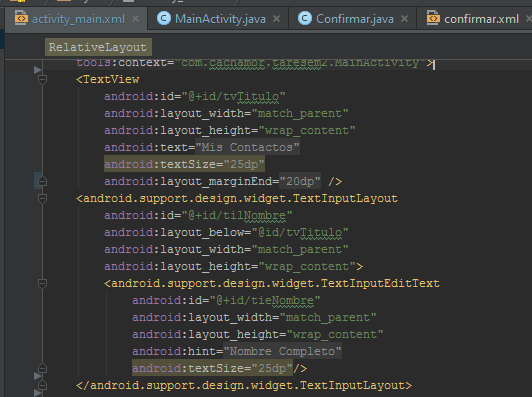 activity_main.xml × MainActivity.java × Confirmar.java × confirmar.xml
RelativeLayout
tools:context="com.cachamor.taresem2.MainActivity">
<TextView
android:id="@+id/tvTitulo"
android:layout_width="match_parent"
android:layout_height="wrap_content"
android:text="Mis Contactos"
android:textSize="25dp"
android:layout_marginEnd="20dp" />
<android.support.design.widget.TextInputLayout
android:id="@+id/tilNombre"
android:layout_below="@id/tvTitulo"
android:layout_width="match_parent"
android:layout_height="wrap_content">
<android.support.design.widget.TextInputEditText
android:id="@+id/tieNombre"
android:layout_width="match_parent"
android:layout_height="wrap_content"
android:hint="Nombre Completo"
android:textSize="25dp"/>
</android.support.design.widget.TextInputLayout>